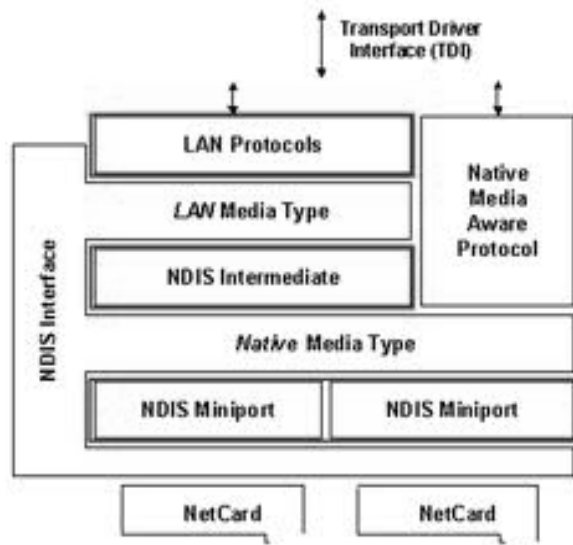 Transport Driver
Interface (TDI)
LAN Protocols
Native
Media
Aware
Protocol
LAN Media Type
NDIS Interface
NDIS Intermediate
Native Media Type
NDIS Miniport
NDIS Miniport
NetCard
NetCard